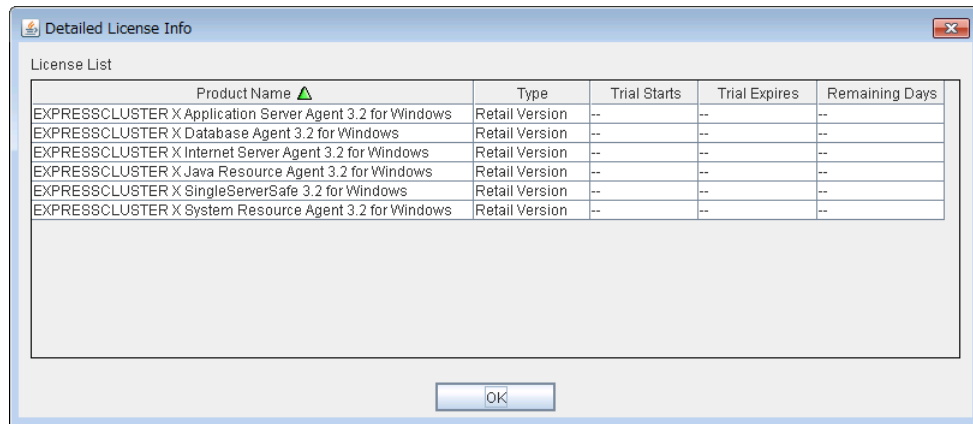 Detailed License Info
License List
Product Name Type Trial Starts Trial Expires Remaining Days
EXPRESSCLUSTER X Application Server Agent 3.2 for Windows Retail Version -- -- --
EXPRESSCLUSTER X Database Agent 3.2 for Windows Retail Version -- -- --
EXPRESSCLUSTER X Internet Server Agent 3.2 for Windows Retail Version -- -- --
EXPRESSCLUSTER X Java Resource Agent 3.2 for Windows Retail Version -- -- --
EXPRESSCLUSTER X SingleServerSafe 3.2 for Windows Retail Version -- -- --
EXPRESSCLUSTER X System Resource Agent 3.2 for Windows Retail Version -- -- --
OK